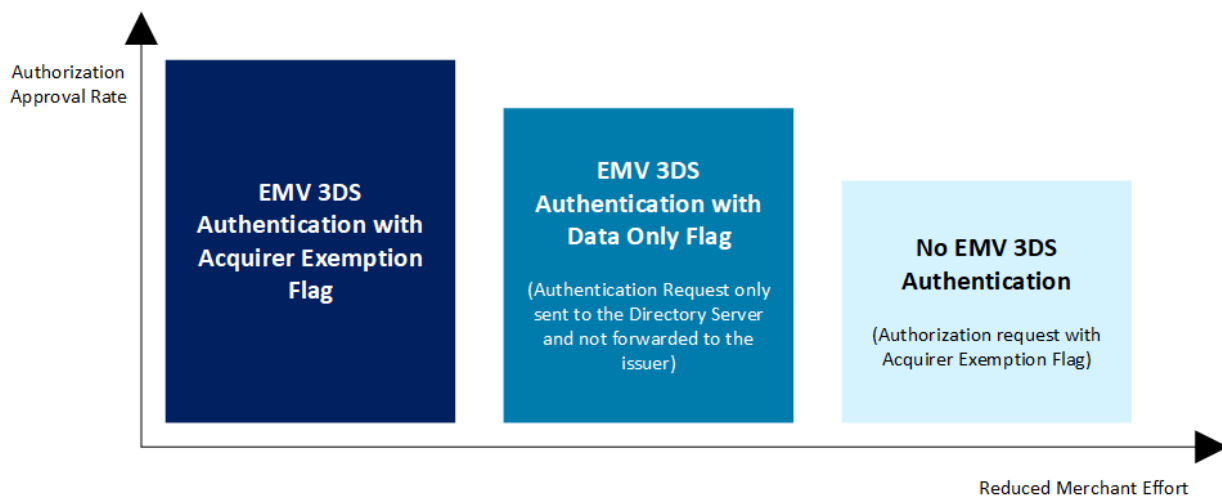 Authorization
Approval Rate
EMV 3DS
Authentication with
Acquirer Exemption
Flag
EMV 3DS
Authentication with
Data Only Flag
(Authentication Request only
sent to the Directory Server
and not forwarded to the
issuer)
No EMV 3DS
Authentication
(Authorization request with
Acquirer Exemption Flag)
Reduced Merchant Effort